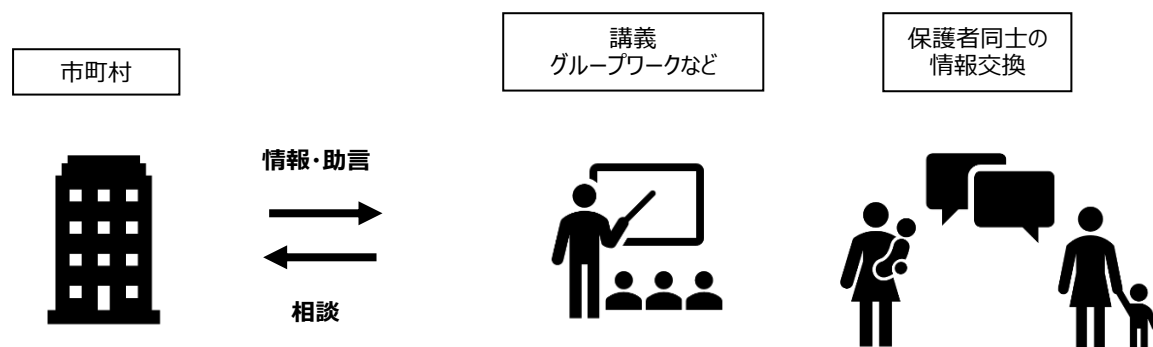 市町村
講義
グループワークなど
保護者同士の
情報交換
情報・助言
相談